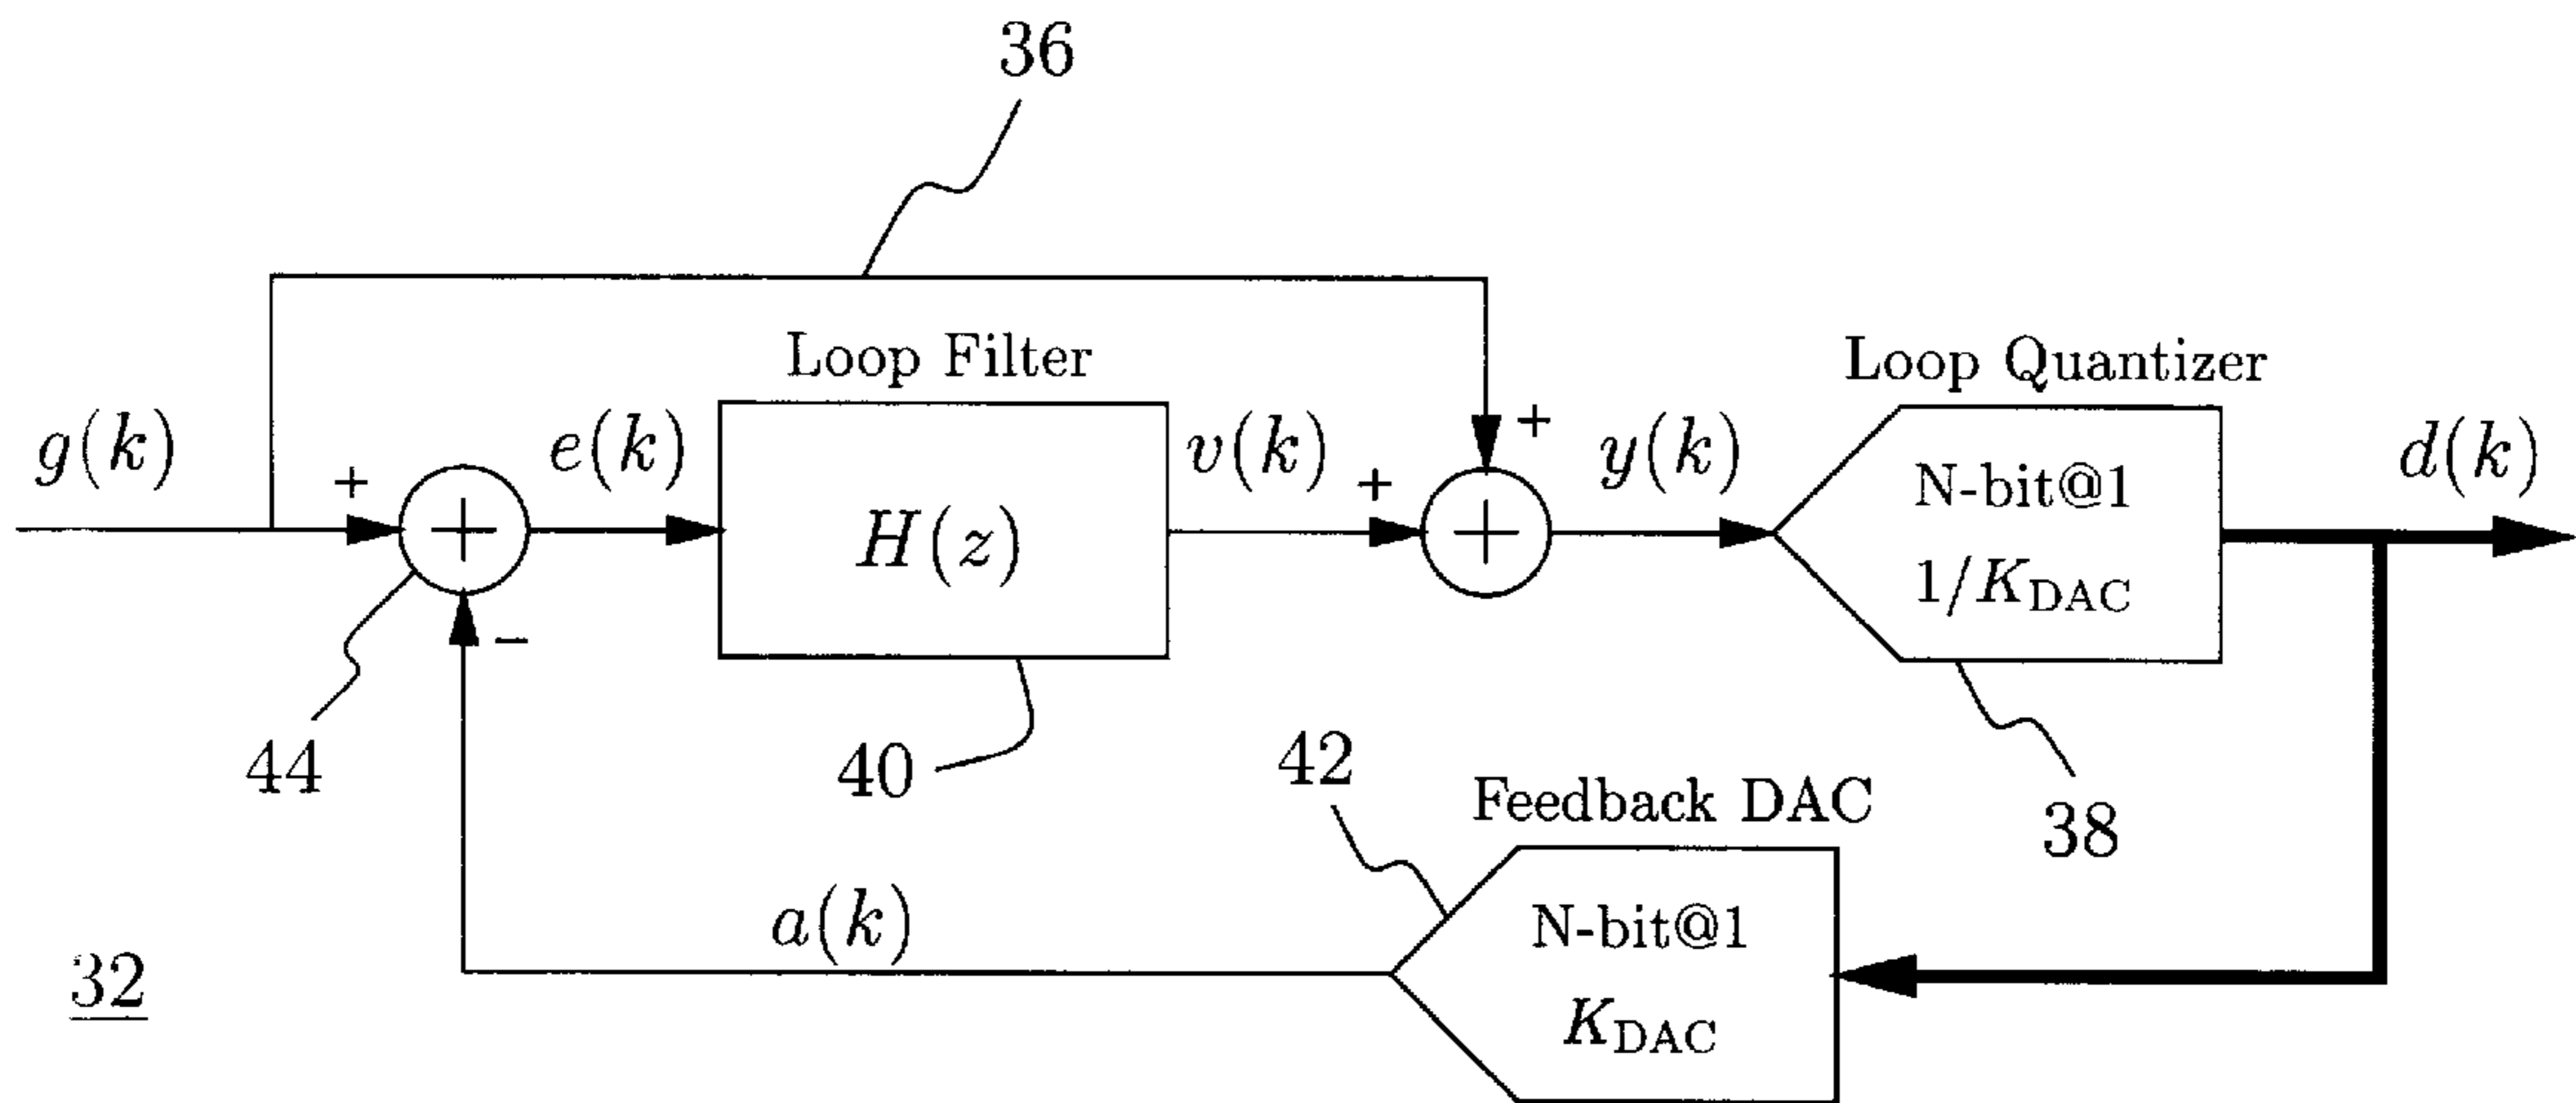 36
Loop Filter
Loop Quantizer
g(k)
+
e(k)
H(z)
v(k)
+
+
y(k)
N-bit@1
1/K_DAC
d(k)
+
+
−
44
40
42
Feedback DAC
38
a(k)
N-bit@1
K_DAC
32